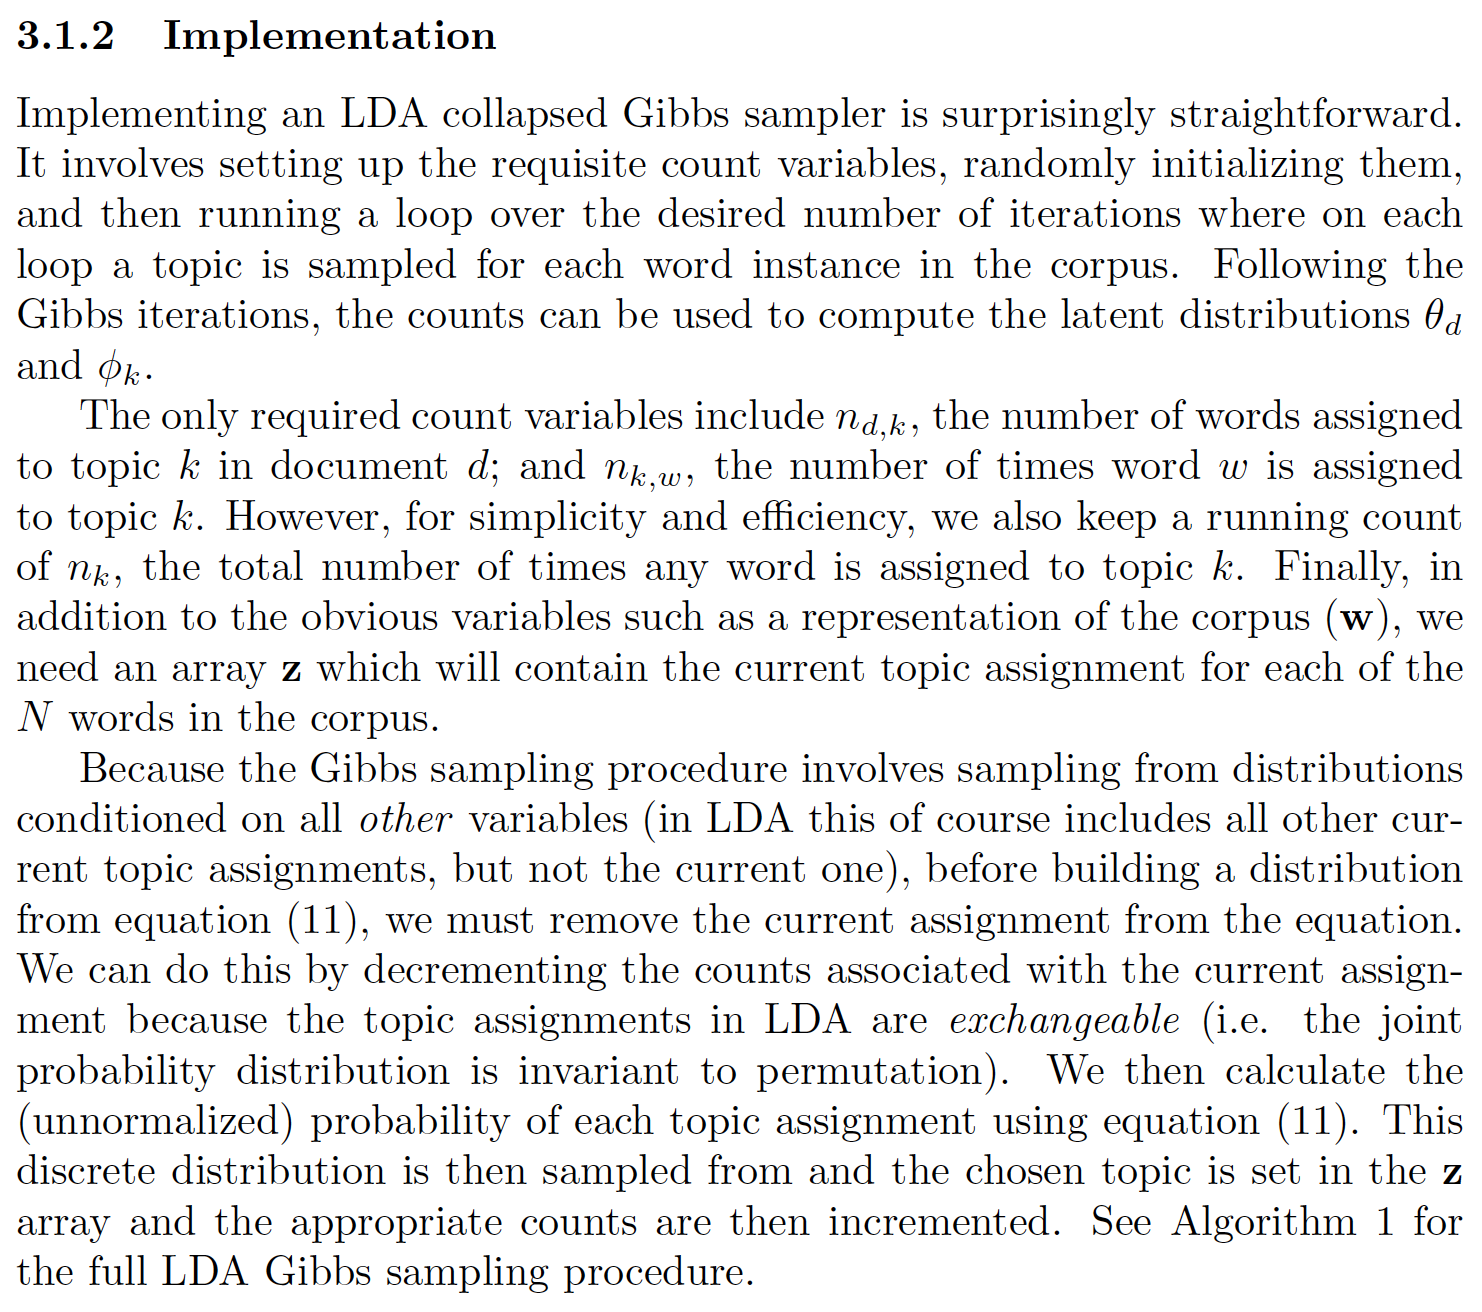 3.1.2 Implementation
Implementing an LDA collapsed Gibbs sampler is surprisingly straightforward.
It involves setting up the requisite count variables, randomly initializing them,
and then running a loop over the desired number of iterations where on each
loop a topic is sampled for each word instance in the corpus. Following the
Gibbs iterations, the counts can be used to compute the latent distributions θ_d
and ϕ_k.
The only required count variables include n_{d,k}, the number of words assigned
to topic k in document d; and n_{k,w}, the number of times word w is assigned
to topic k. However, for simplicity and efficiency, we also keep a running count
of n_k, the total number of times any word is assigned to topic k. Finally, in
addition to the obvious variables such as a representation of the corpus (w), we
need an array z which will contain the current topic assignment for each of the
N words in the corpus.
Because the Gibbs sampling procedure involves sampling from distributions
conditioned on all other variables (in LDA this of course includes all other cur-
rent topic assignments, but not the current one), before building a distribution
from equation (11), we must remove the current assignment from the equation.
We can do this by decrementing the counts associated with the current assign-
ment because the topic assignments in LDA are exchangeable (i.e. the joint
probability distribution is invariant to permutation). We then calculate the
(unnormalized) probability of each topic assignment using equation (11). This
discrete distribution is then sampled from and the chosen topic is set in the z
array and the appropriate counts are then incremented. See Algorithm 1 for
the full LDA Gibbs sampling procedure.